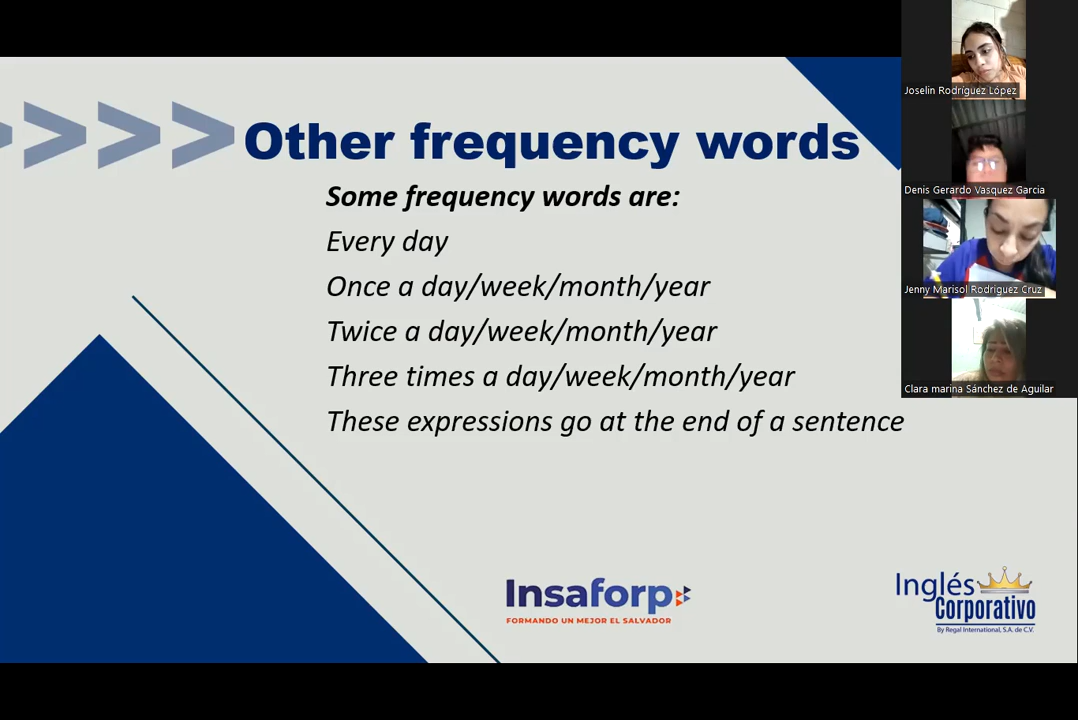 Other frequency words
Some frequency words are:
Every day
Once a day/week/month/year
Twice a day/week/month/year
Three times a day/week/month/year
These expressions go at the end of a sentence
Insaforp
FORMANDO UN MEJOR EL SALVADOR
Inglés
Corporativo
By Regal International, S.A. de C.V.
Joselin Rodríguez López
Denis Gerardo Vasquez Garcia
Jenny Marisol Rodriguez Cruz
Clara marina Sánchez de Aguilar